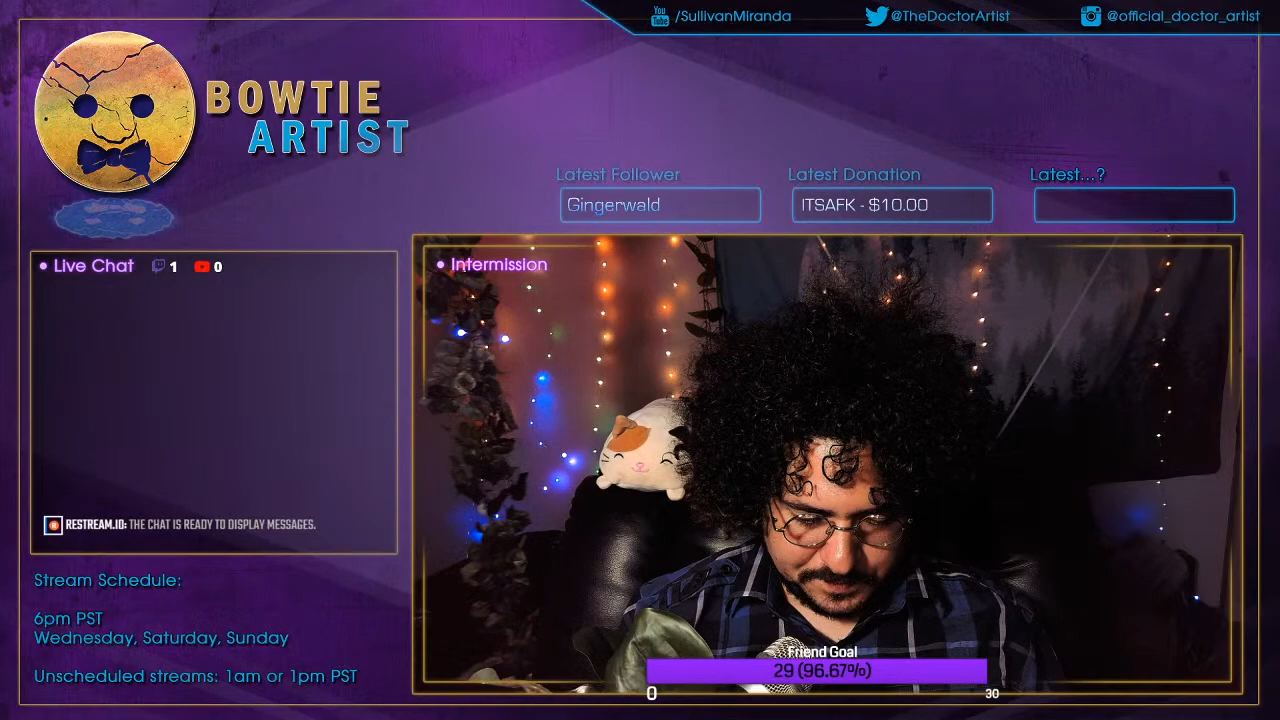 You Tube /SullivanMiranda
@TheDoctorArtist
@official_doctor_artist
BOWTIE
ARTIST
Latest Follower
Gingerwald
Latest Donation
ITSAFK - $10.00
Latest...?
• Live Chat 1 0
RESTREAM.IO: THE CHAT IS READY TO DISPLAY MESSAGES.
Stream Schedule:
6pm PST
Wednesday, Saturday, Sunday
Unscheduled streams: 1am or 1pm PST
• Intermission
Friend Goal
29 (96.67%)
0 30